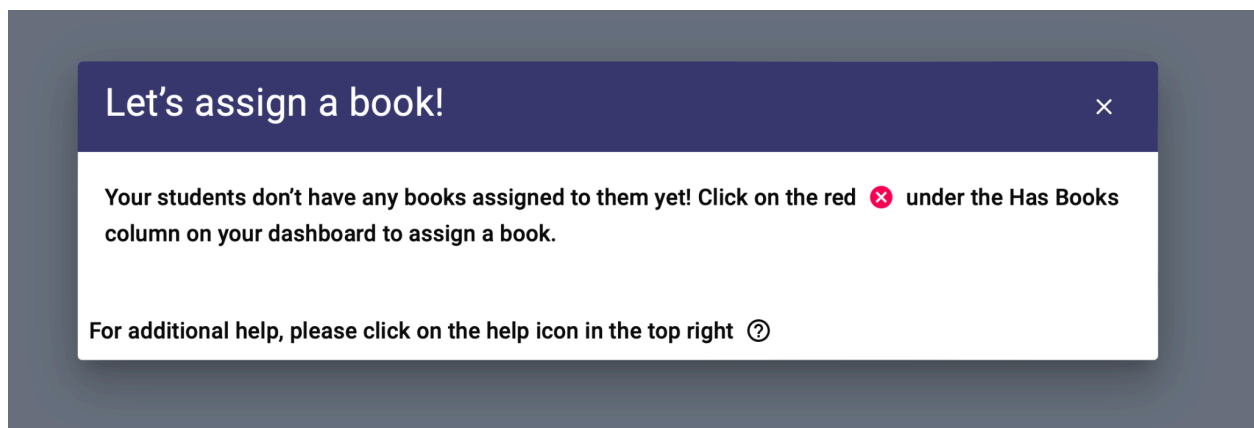 Let’s assign a book!
Your students don’t have any books assigned to them yet! Click on the red under the Has Books
column on your dashboard to assign a book.
For additional help, please click on the help icon in the top right